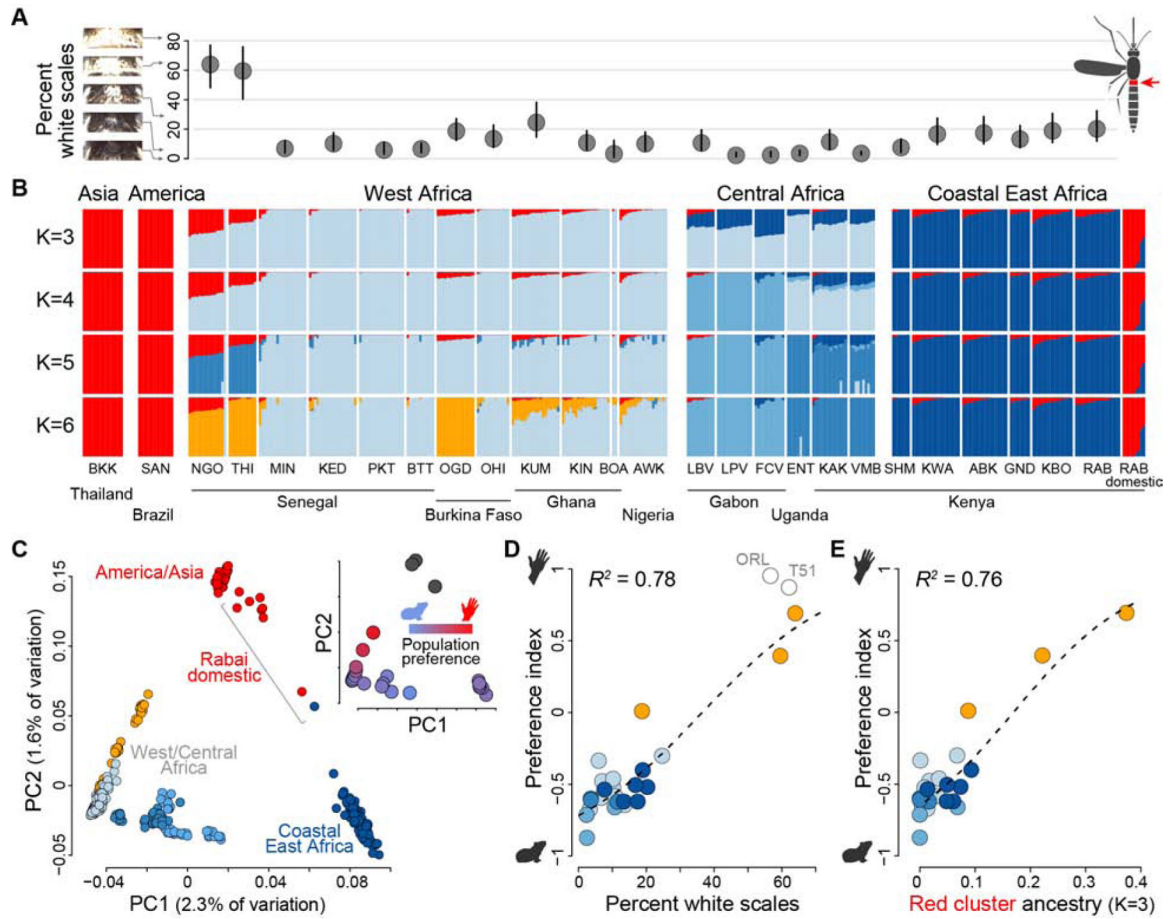 A
Percent
white scales
80
60
40
20
0
B
Asia America West Africa Central Africa Coastal East Africa
K=3
K=4
K=5
K=6
BKK SAN NGO THI MIN KED PKT BTT OGD OHI KUM KIN BOA AWK LBV LPV FCV ENT KAK VMB SHM KWA ABK GND KBO RAB RAB
domestic
Thailand Brazil Senegal Burkina Faso Ghana Nigeria Gabon Uganda Kenya
C
America/Asia
Rabai
domestic
West/Central
Africa
Coastal
East Africa
PC2 (1.6% of variation)
0.15
0.10
0.05
0
-0.05
-0.04 0 0.04 0.08
PC1 (2.3% of variation)
Population
preference
PC2
PC1
D
R² = 0.78
ORL
T51
Preference index
1
0.5
0
-0.5
-1
0 20 40 60
Percent white scales
E
R² = 0.76
Preference index
1
0.5
0
-0.5
-1
0 0.1 0.2 0.3 0.4
Red cluster ancestry (K=3)